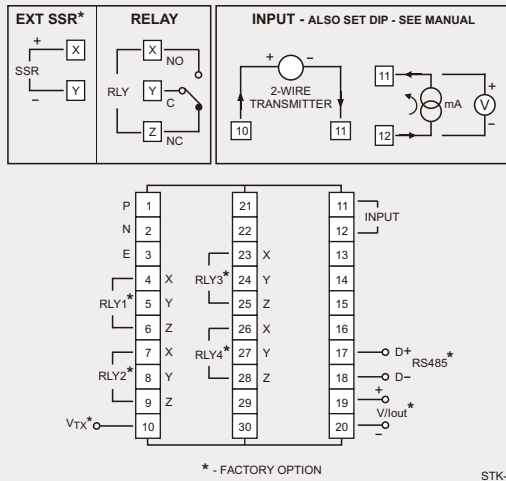 EXT SSR*
+
SSR
−
X
Y
RELAY
X
NO
RLY
Y
C
Z
NC
INPUT - ALSO SET DIP - SEE MANUAL
+
−
2-WIRE
TRANSMITTER
10
11
11
mA
12
+
V
−
P 1
N 2
E 3
4 X
RLY1*
5 Y
6 Z
7 X
RLY2*
8 Y
9 Z
VTX*
10
21
22
23 X
RLY3*
24 Y
25 Z
26 X
RLY4*
27 Y
28 Z
29
30
11
INPUT
12
13
14
15
16
17 D+
RS485*
18 D−
19 +
V/Iout*
20 −
* - FACTORY OPTION
STK-